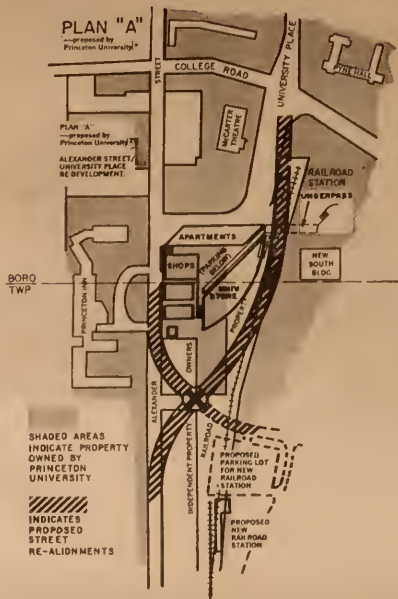 PLAN "A"
—proposed by
Princeton University
PLAN "A"
—proposed by
Princeton University
ALEXANDER STREET/
UNIVERSITY PLACE
RE DEVELOPMENT.
STREET
COLLEGE ROAD
UNIVERSITY PLACE
PYNE HALL
McCARTER
THEATRE
RAILROAD
STATION
UNDERPASS
APARTMENTS
SHOPS
(PARKING
BELOW)
UNIV
STORE
NEW
SOUTH
BLDG
BORO
TWP
PRINCETON INN
PROPERTY
OWNERS
ALEXANDER
INDEPENDENT PROPERTY
RAILROAD
SHADED AREAS
INDICATE PROPERTY
OWNED BY
PRINCETON
UNIVERSITY
INDICATES
PROPOSED
STREET
RE-ALIGNMENTS
PROPOSED
PARKING LOT
FOR NEW
RAILROAD
STATION
PROPOSED
NEW
RAILROAD
STATION